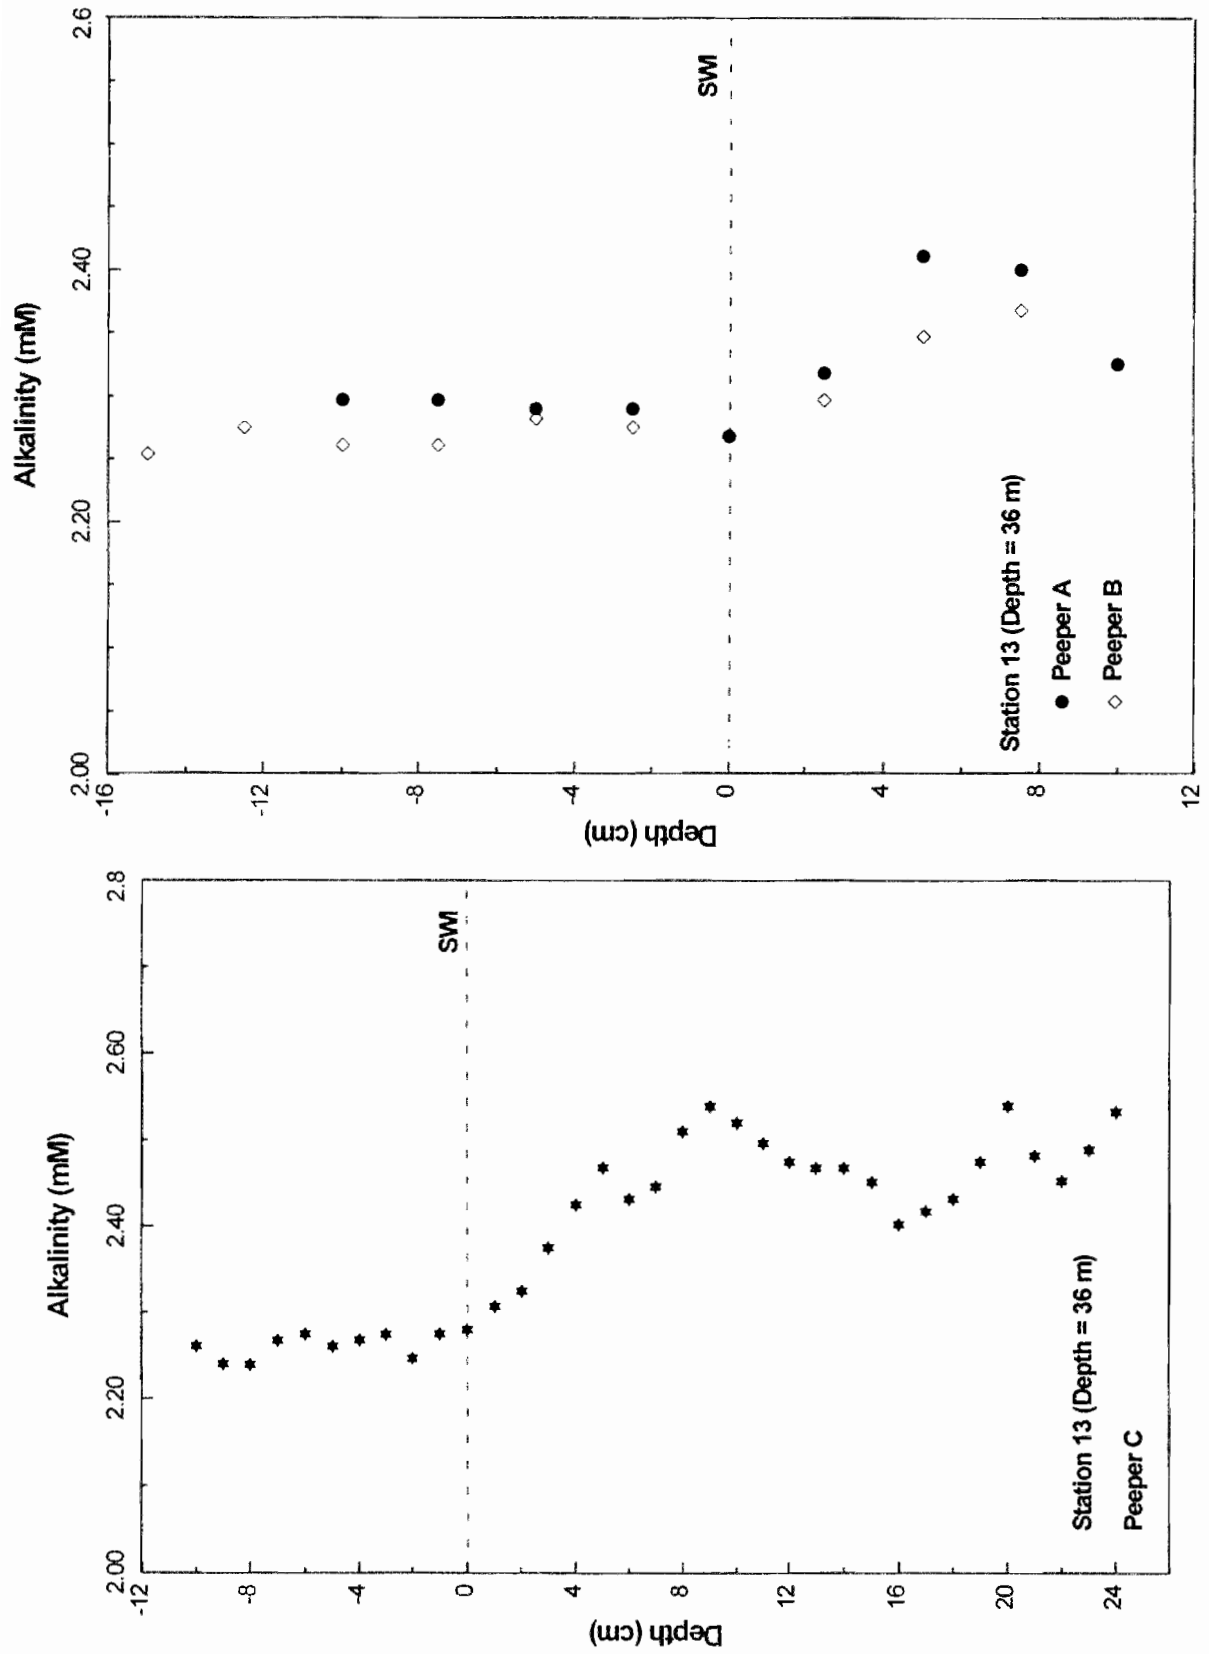 Alkalinity (mM)
2.00
2.20
2.40
2.60
2.8
-12
-8
-4
0
4
8
12
16
20
24
Depth (cm)
SWI
Station 13 (Depth = 36 m)
Peeper C
Alkalinity (mM)
2.00
2.20
2.40
2.6
-16
-12
-8
-4
0
4
8
12
Depth (cm)
SWI
Station 13 (Depth = 36 m)
Peeper A
Peeper B